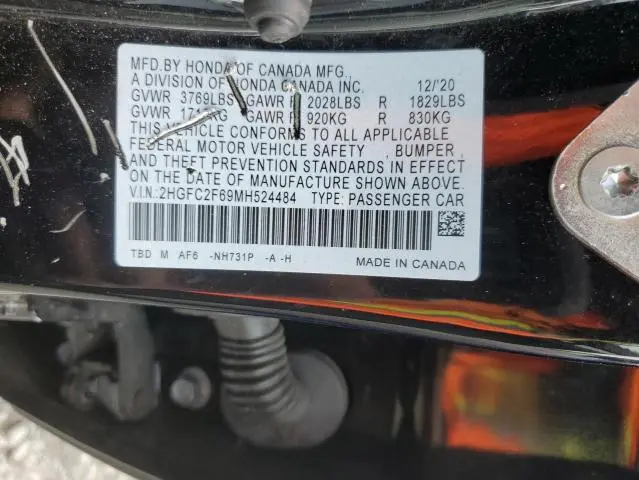 MFD. BY HONDA OF CANADA MFG.,
A DIVISION OF HONDA CANADA INC. 12/'20
GVWR 3769LBS GAWR F 2028LBS R 1829LBS
GVWR GAWR F 920KG R 830KG
THIS VEHICLE CONFORMS TO ALL APPLICABLE
FEDERAL MOTOR VEHICLE SAFETY , BUMPER ,
AND THEFT PREVENTION STANDARDS IN EFFECT
ON THE DATE OF MANUFACTURE SHOWN ABOVE.
V.I.N.: 2HGFC2F69MH524484 TYPE: PASSENGER CAR
TBD M AF6 -NH731P -A -H MADE IN CANADA